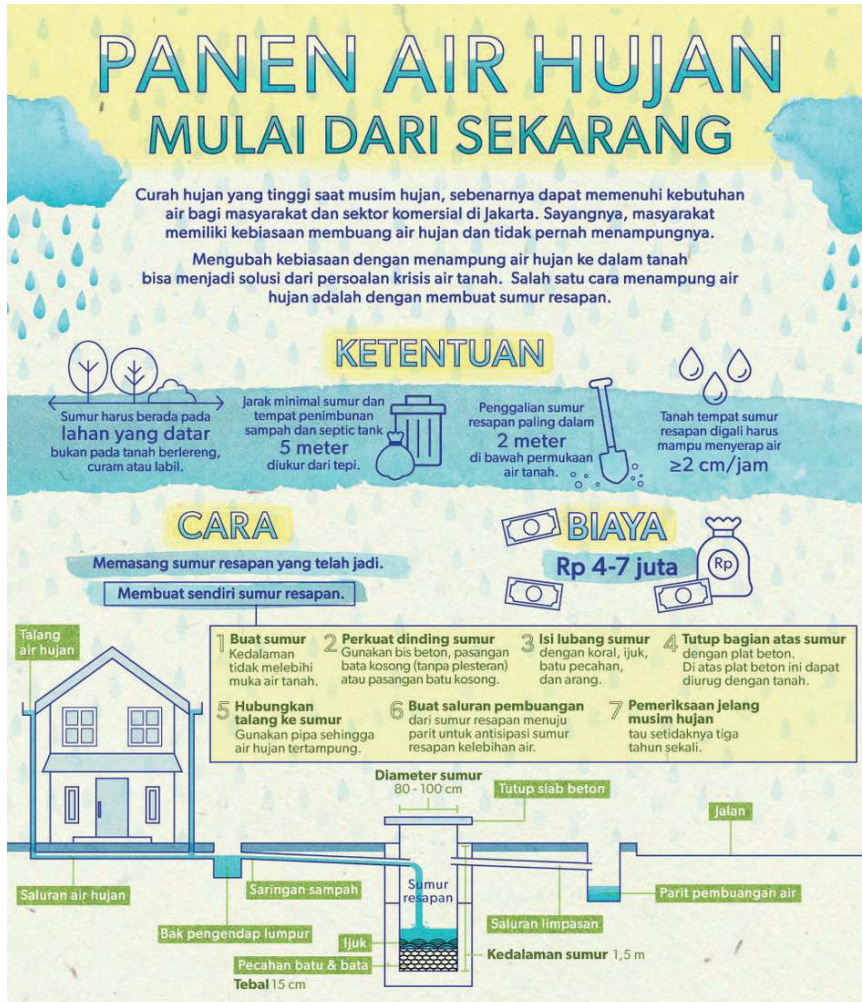 PANEN AIR HUJAN
MULAI DARI SEKARANG
Curah hujan yang tinggi saat musim hujan, sebenarnya dapat memenuhi kebutuhan
air bagi masyarakat dan sektor komersial di Jakarta. Sayangnya, masyarakat
memiliki kebiasaan membuang air hujan dan tidak pernah menampungnya.
Mengubah kebiasaan dengan menampung air hujan ke dalam tanah
bisa menjadi solusi dari persoalan krisis air tanah. Salah satu cara menampung air
hujan adalah dengan membuat sumur resapan.
KETENTUAN
Sumur harus berada pada
lahan yang datar
bukan pada tanah berlereng,
curam atau labil.
Jarak minimal sumur dan
tempat penimbunan
sampah dan septic tank
5 meter
diukur dari tepi.
Penggalian sumur
resapan paling dalam
2 meter
di bawah permukaan
air tanah.
Tanah tempat sumur
resapan digali harus
mampu menyerap air
≥2 cm/jam
CARA
Memasang sumur resapan yang telah jadi.
Membuat sendiri sumur resapan.
BIAYA
Rp 4-7 juta
Rp
1 Buat sumur
Kedalaman
tidak melebihi
muka air tanah.
2 Perkuat dinding sumur
Gunakan bis beton, pasangan
bata kosong (tanpa plesteran)
atau pasangan batu kosong.
3 Isi lubang sumur
dengan koral, ijuk,
batu pecahan,
dan arang.
4 Tutup bagian atas sumur
dengan plat beton.
Di atas plat beton ini dapat
diurug dengan tanah.
5 Hubungkan
talang ke sumur
Gunakan pipa sehingga
air hujan tertampung.
6 Buat saluran pembuangan
dari sumur resapan menuju
parit untuk antisipasi sumur
resapan kelebihan air.
7 Pemeriksaan jelang
musim hujan
tau setidaknya tiga
tahun sekali.
Talang
air hujan
Diameter sumur
80 - 100 cm
Tutup slab beton
Jalan
Saluran air hujan
Saringan sampah
Sumur
resapan
Parit pembuangan air
Bak pengendap lumpur
Saluran limpasan
Ijuk
Kedalaman sumur 1,5 m
Pecahan batu & bata
Tebal 15 cm